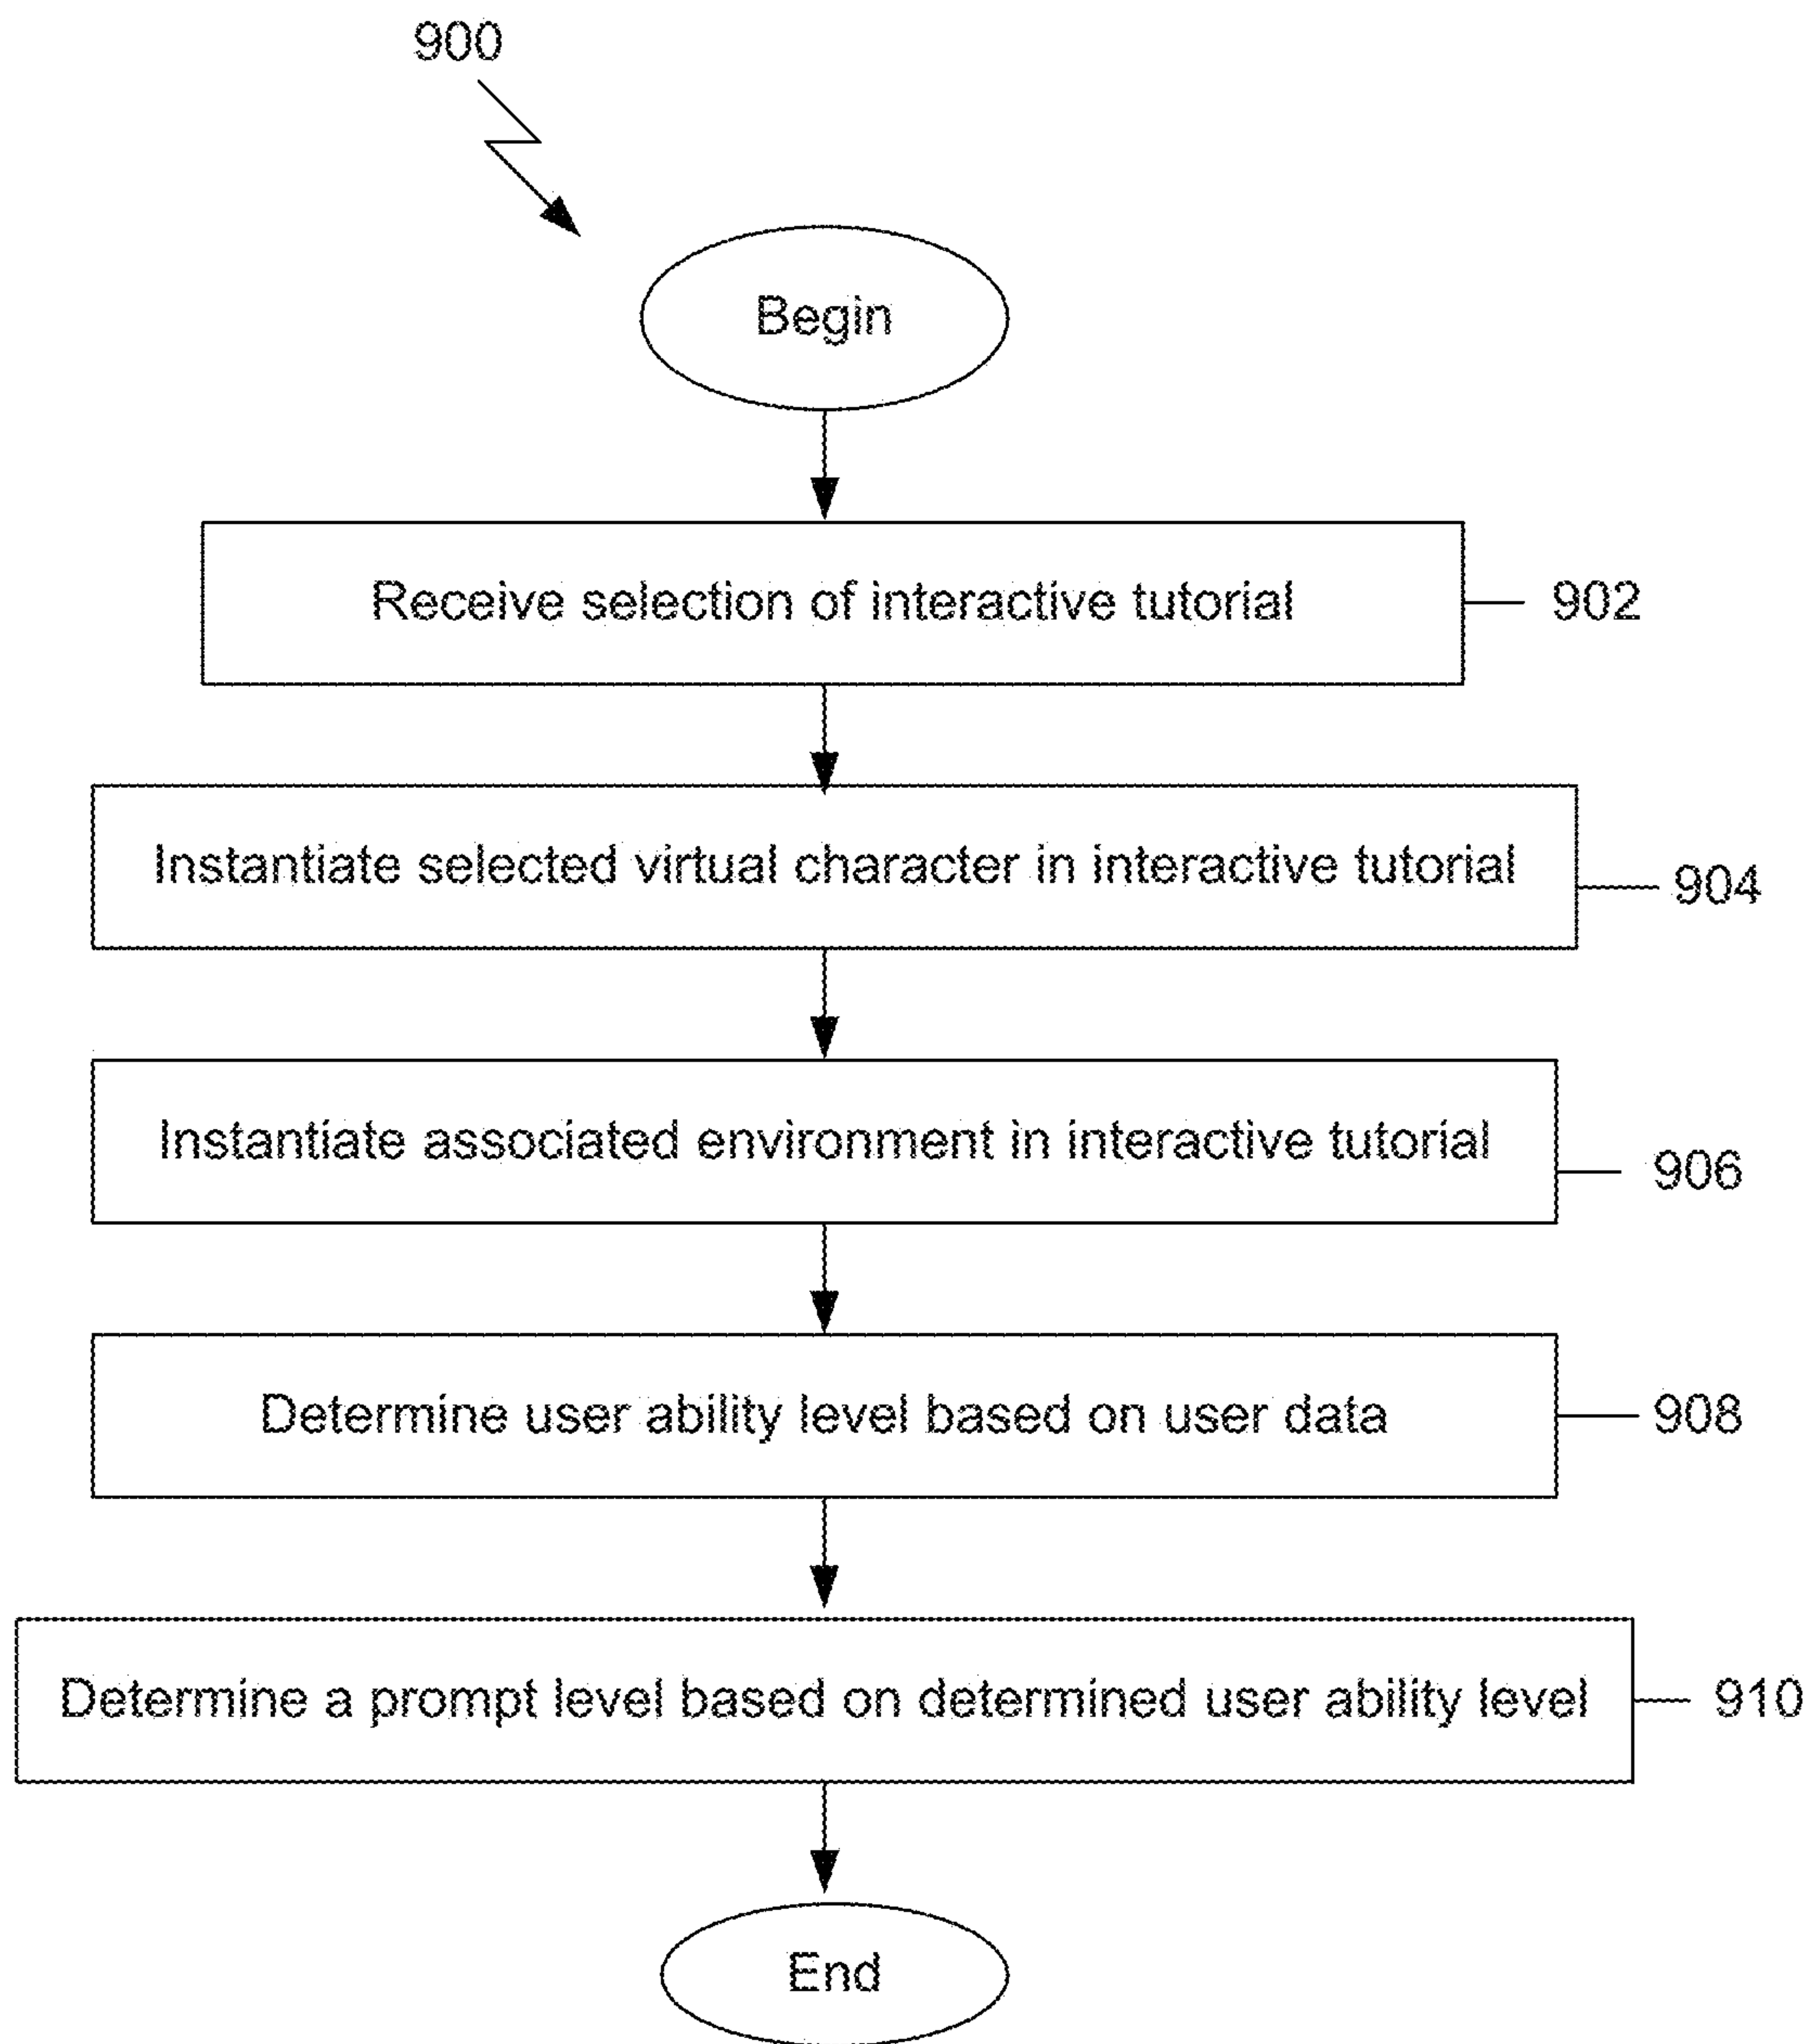 900
Begin
Receive selection of interactive tutorial
902
Instantiate selected virtual character in interactive tutorial
904
Instantiate associated environment in interactive tutorial
906
Determine user ability level based on user data
908
Determine a prompt level based on determined user ability level
910
End